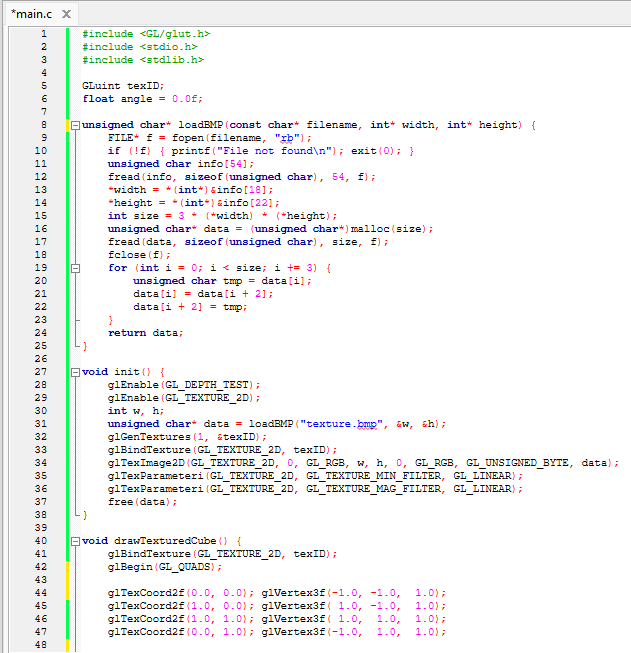 *main.c X
1 #include <GL/glut.h>
2 #include <stdio.h>
3 #include <stdlib.h>
4
5 GLuint texID;
6 float angle = 0.0f;
7
8 unsigned char* loadBMP(const char* filename, int* width, int* height) {
9 FILE* f = fopen(filename, "rb");
10 if (!f) { printf("File not found\n"); exit(0); }
11 unsigned char info[54];
12 fread(info, sizeof(unsigned char), 54, f);
13 *width = *(int*)&info[18];
14 *height = *(int*)&info[22];
15 int size = 3 * (*width) * (*height);
16 unsigned char* data = (unsigned char*)malloc(size);
17 fread(data, sizeof(unsigned char), size, f);
18 fclose(f);
19 for (int i = 0; i < size; i += 3) {
20 unsigned char tmp = data[i];
21 data[i] = data[i + 2];
22 data[i + 2] = tmp;
23 }
24 return data;
25 }
26
27 void init() {
28 glEnable(GL_DEPTH_TEST);
29 glEnable(GL_TEXTURE_2D);
30 int w, h;
31 unsigned char* data = loadBMP("texture.bmp", &w, &h);
32 glGenTextures(1, &texID);
33 glBindTexture(GL_TEXTURE_2D, texID);
34 glTexImage2D(GL_TEXTURE_2D, 0, GL_RGB, w, h, 0, GL_RGB, GL_UNSIGNED_BYTE, data);
35 glTexParameteri(GL_TEXTURE_2D, GL_TEXTURE_MIN_FILTER, GL_LINEAR);
36 glTexParameteri(GL_TEXTURE_2D, GL_TEXTURE_MAG_FILTER, GL_LINEAR);
37 free(data);
38 }
39
40 void drawTexturedCube() {
41 glBindTexture(GL_TEXTURE_2D, texID);
42 glBegin(GL_QUADS);
43
44 glTexCoord2f(0.0, 0.0); glVertex3f(-1.0, -1.0, 1.0);
45 glTexCoord2f(1.0, 0.0); glVertex3f( 1.0, -1.0, 1.0);
46 glTexCoord2f(1.0, 1.0); glVertex3f( 1.0, 1.0, 1.0);
47 glTexCoord2f(0.0, 1.0); glVertex3f(-1.0, 1.0, 1.0);
48